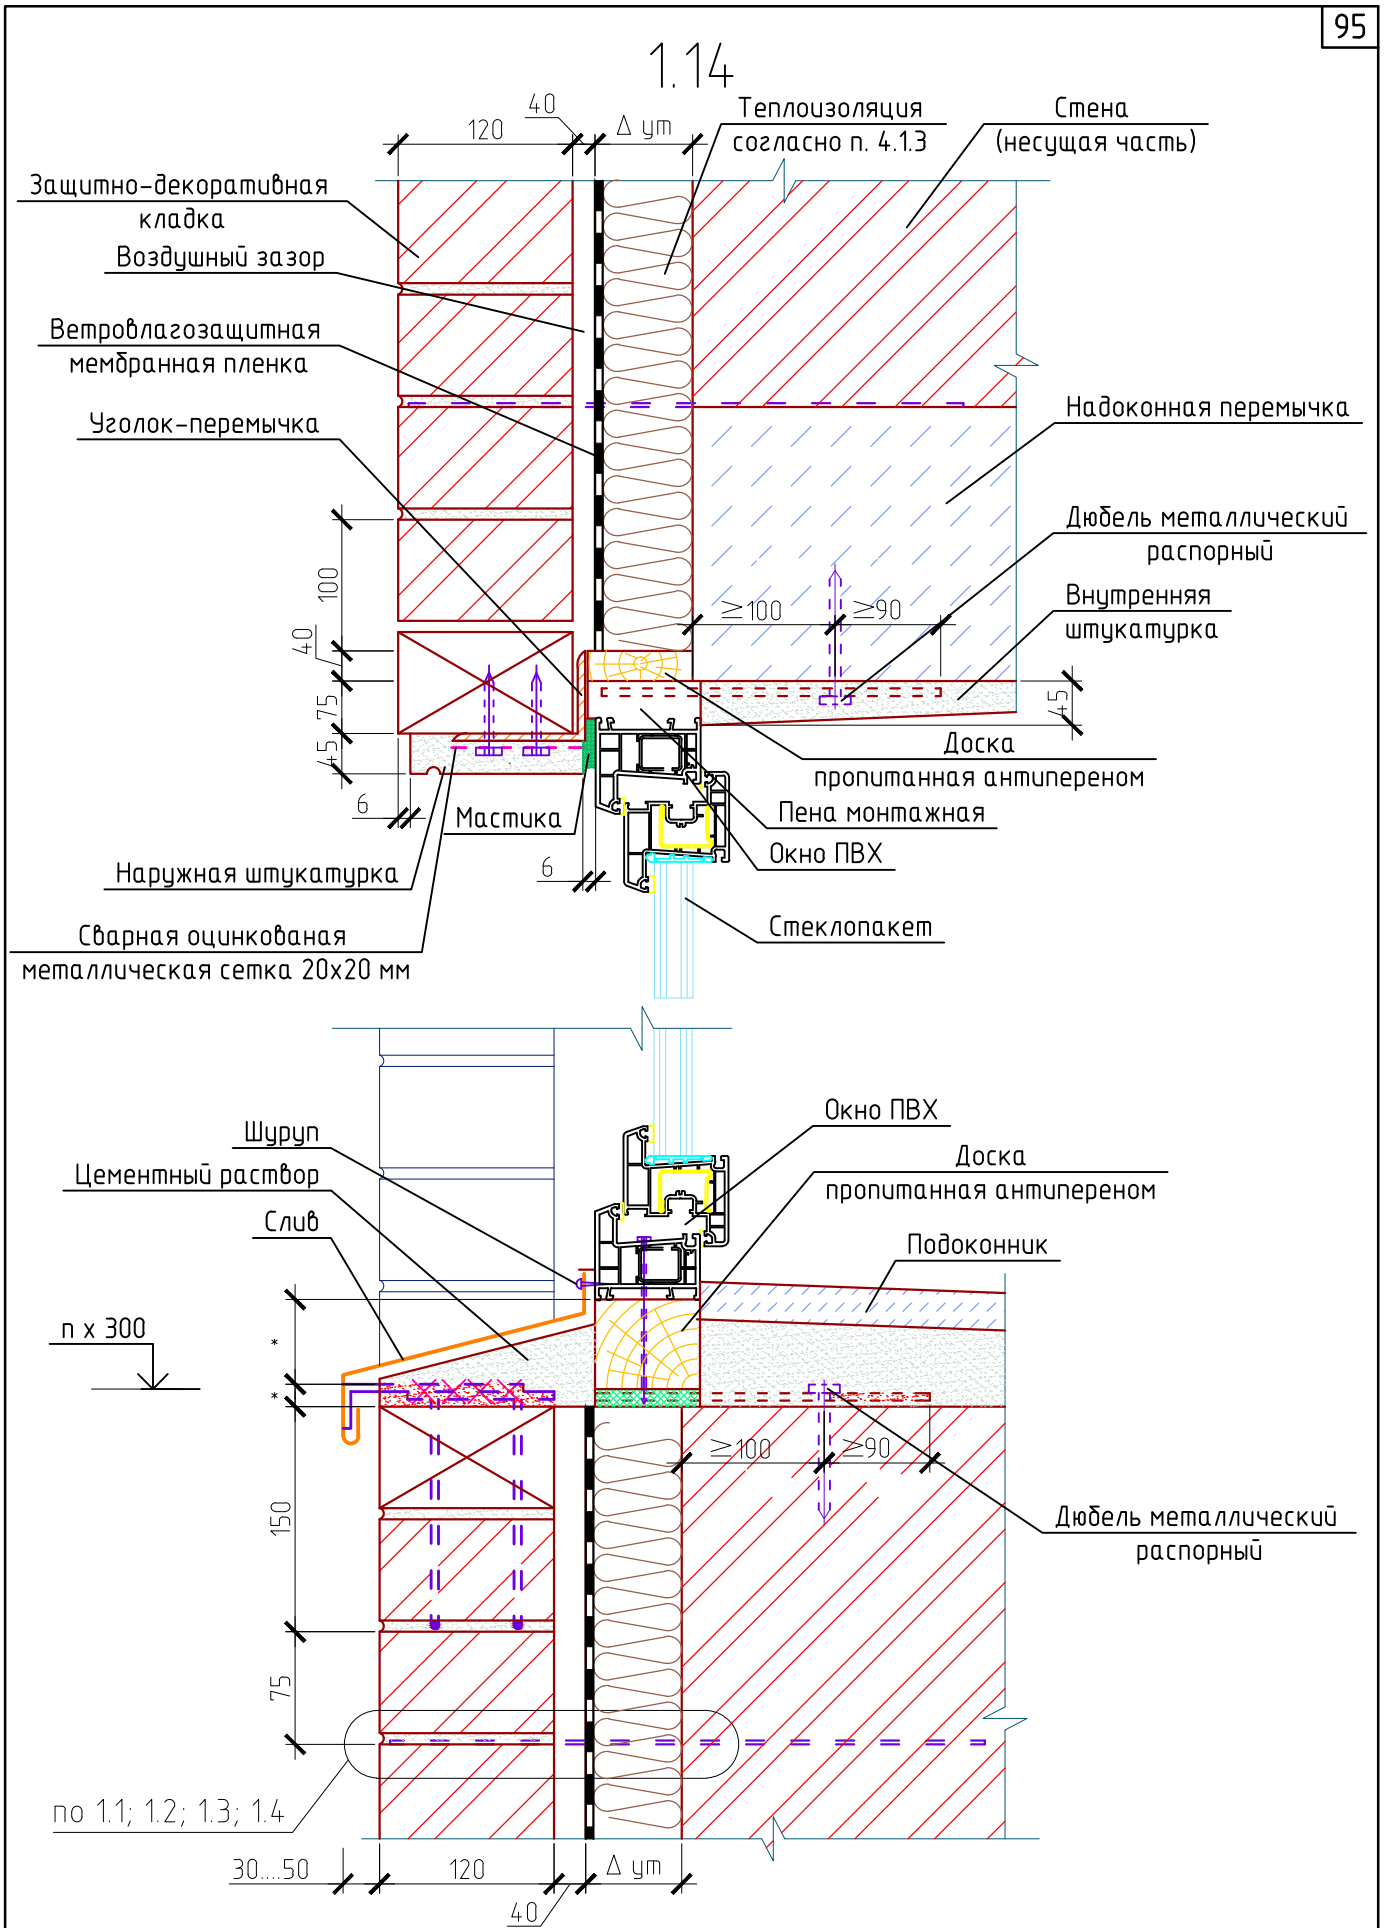 95
1.14
40
120
Δ ут
Теплоизоляция
согласно п. 4.1.3
Стена
(несущая часть)
Защитно-декоративная
кладка
Воздушный зазор
Ветровлагозащитная
мембранная пленка
Уголок-перемычка
Надоконная перемычка
Дюбель металлический
распорный
Внутренняя
штукатурка
100
40
75
45
6
≥100
≥90
45
Доска
пропитанная антипереном
Пена монтажная
Окно ПВХ
Мастика
6
Наружная штукатурка
Сварная оцинкованая
металлическая сетка 20х20 мм
Стеклопакет
Окно ПВХ
Шуруп
Цементный раствор
Слив
Доска
пропитанная антипереном
Подоконник
п х 300
*
*
≥100
≥90
150
Дюбель металлический
распорный
75
по 1.1; 1.2; 1.3; 1.4
30....50
120
40
Δ ут